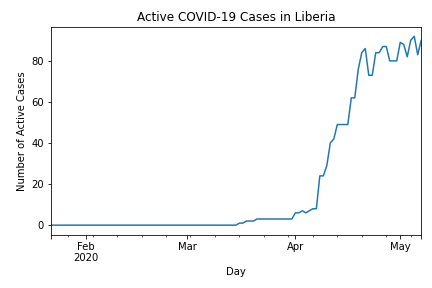 Active COVID-19 Cases in Liberia
Number of Active Cases
80
60
40
20
0
Feb
2020
Mar
Apr
May
Day